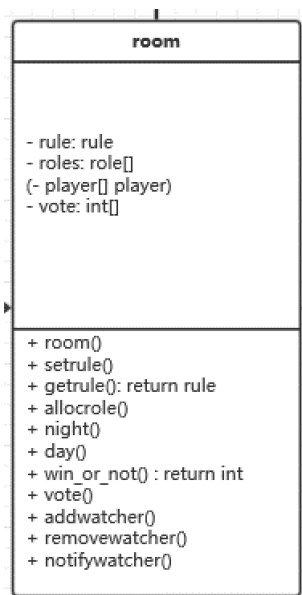 room
- rule: rule
- roles: role[]
(- player[] player)
- vote: int[]
+ room()
+ setrule()
+ getrule(): return rule
+ allocrole()
+ night()
+ day()
+ win_or_not() : return int
+ vote()
+ addwatcher()
+ removewatcher()
+ notifywatcher()